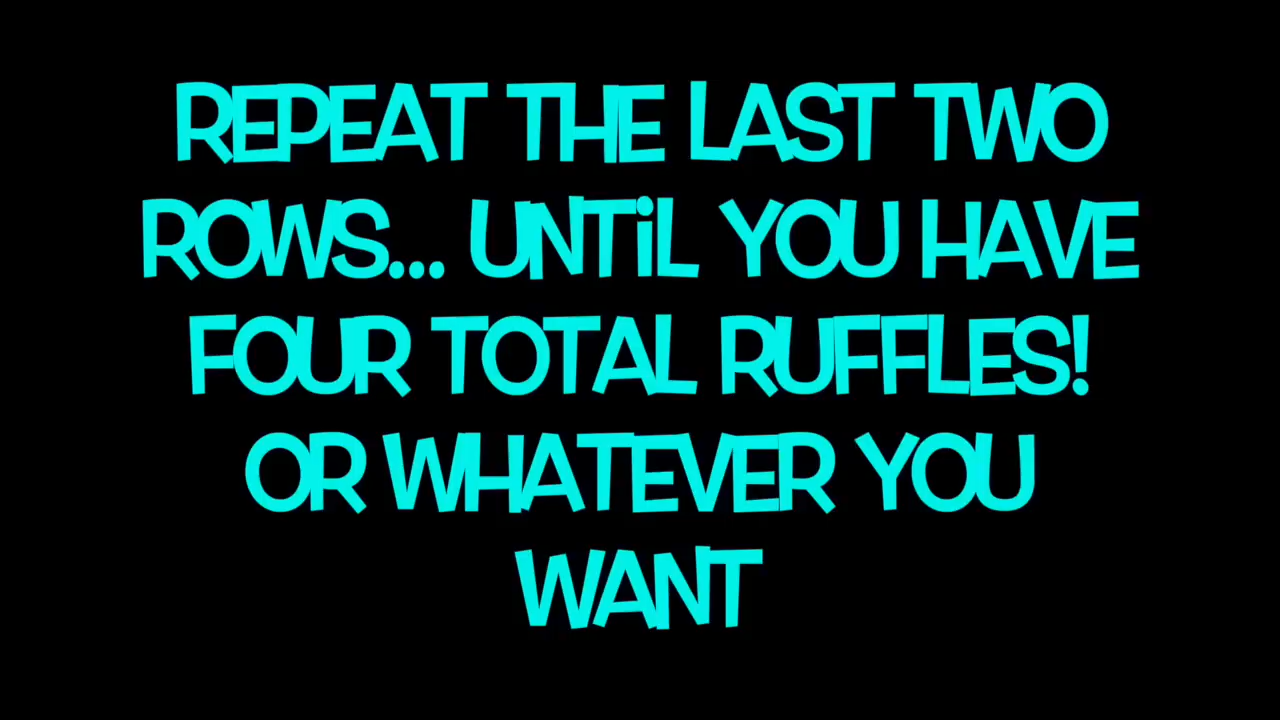 REPEAT THE LAST TWO
ROWS... UNTiL YOU HAVE
FOUR TOTAL RUFFLES!
OR WHATEVER YOU
WANT